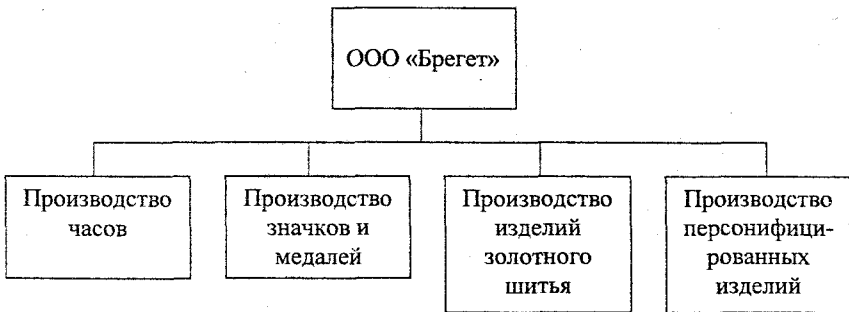 ООО «Брегет»
Производство
часов
Производство
значков и
медалей
Производство
изделий
золотного
шитья
Производство
персонифици-
рованных
изделий